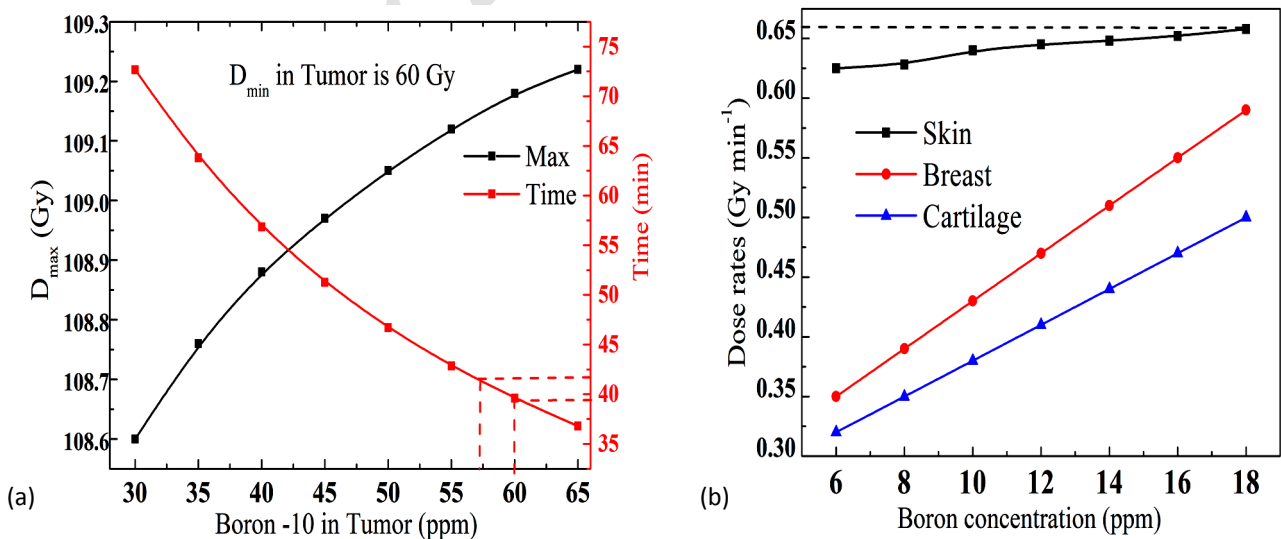 109.3
109.2
109.1
109.0
108.9
108.8
108.7
108.6
D max (Gy)
D min in Tumor is 60 Gy
Max
Time
75
70
65
60
55
50
45
40
35
Time (min)
30 35 40 45 50 55 60 65
Boron -10 in Tumor (ppm)
(a)
0.65
0.60
0.55
0.50
0.45
0.40
0.35
0.30
Dose rates (Gy min-1)
Skin
Breast
Cartilage
6 8 10 12 14 16 18
Boron concentration (ppm)
(b)